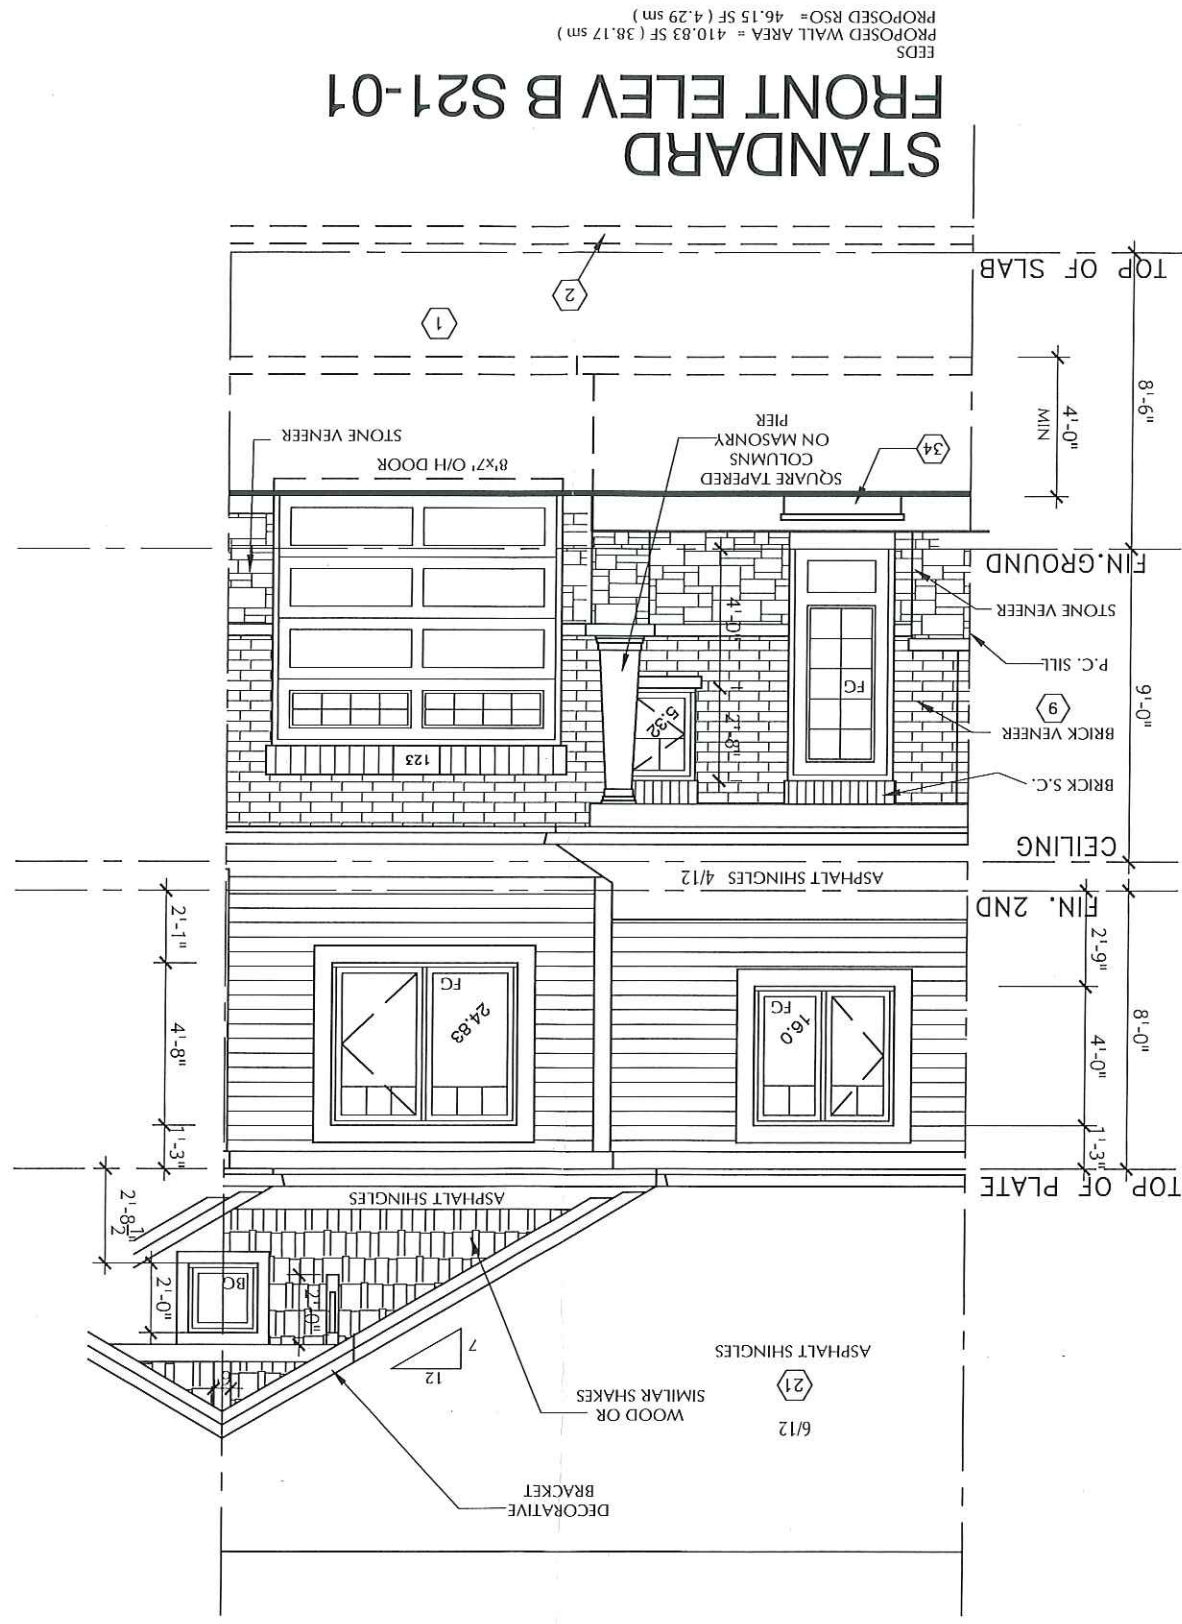 DECORATIVE
BRACKET
6/12
21
ASPHALT SHINGLES
WOOD OR
SIMILAR SHAKES
12
7
6"
2'-0"
BG
2'-0"
2'-8½"
ASPHALT SHINGLES
TOP OF PLATE
1'-3"
1'-3"
8'-0"
4'-0"
16.0
FG
24.83
FG
4'-8"
2'-9"
2'-1"
FIN. 2ND
ASPHALT SHINGLES 4/12
CEILING
BRICK S.C.
123
BRICK VENEER
9
9'-0"
2'-8"
5.32
FG
P.C. SILL
STONE VENEER
4'-0"
FIN.GROUND
SQUARE TAPERED
COLUMNS
ON MASONRY
PIER
8'x7' O/H DOOR
STONE VENEER
34
4'-0"
MIN
8'-6"
1
2
TOP OF SLAB
STANDARD
FRONT ELEV B S21-01
EEDS
PROPOSED WALL AREA = 410.83 SF ( 38.17 sm )
PROPOSED RSO= 46.15 SF ( 4.29 sm )